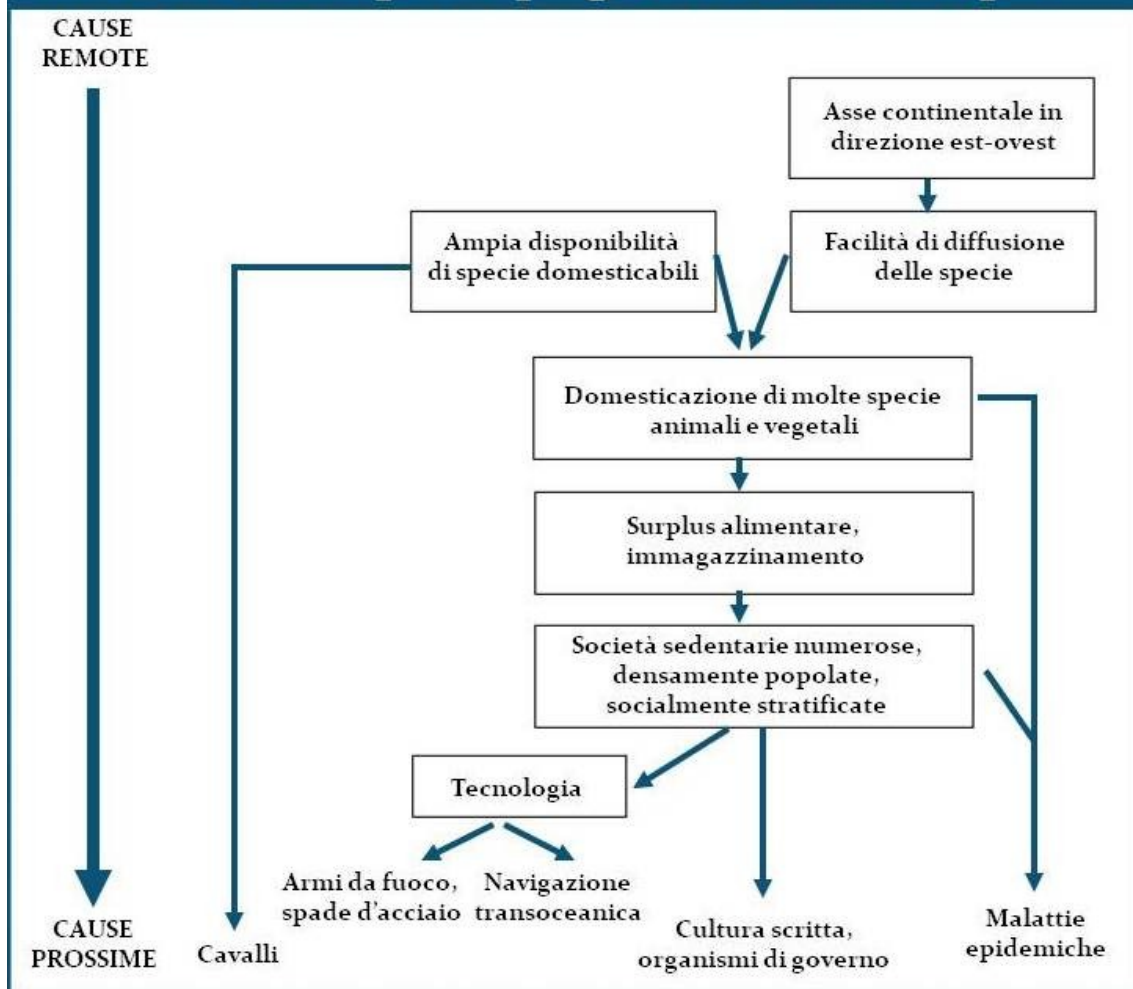 CAUSE
REMOTE
Asse continentale in
direzione est-ovest
Ampia disponibilità
di specie domesticabili
Facilità di diffusione
delle specie
Domesticazione di molte specie
animali e vegetali
Surplus alimentare,
immagazzinamento
Società sedentarie numerose,
densamente popolate,
socialmente stratificate
Tecnologia
Armi da fuoco,
spade d'acciaio
Navigazione
transoceanica
CAUSE
PROSSIME
Cavalli
Cultura scritta,
organismi di governo
Malattie
epidemiche